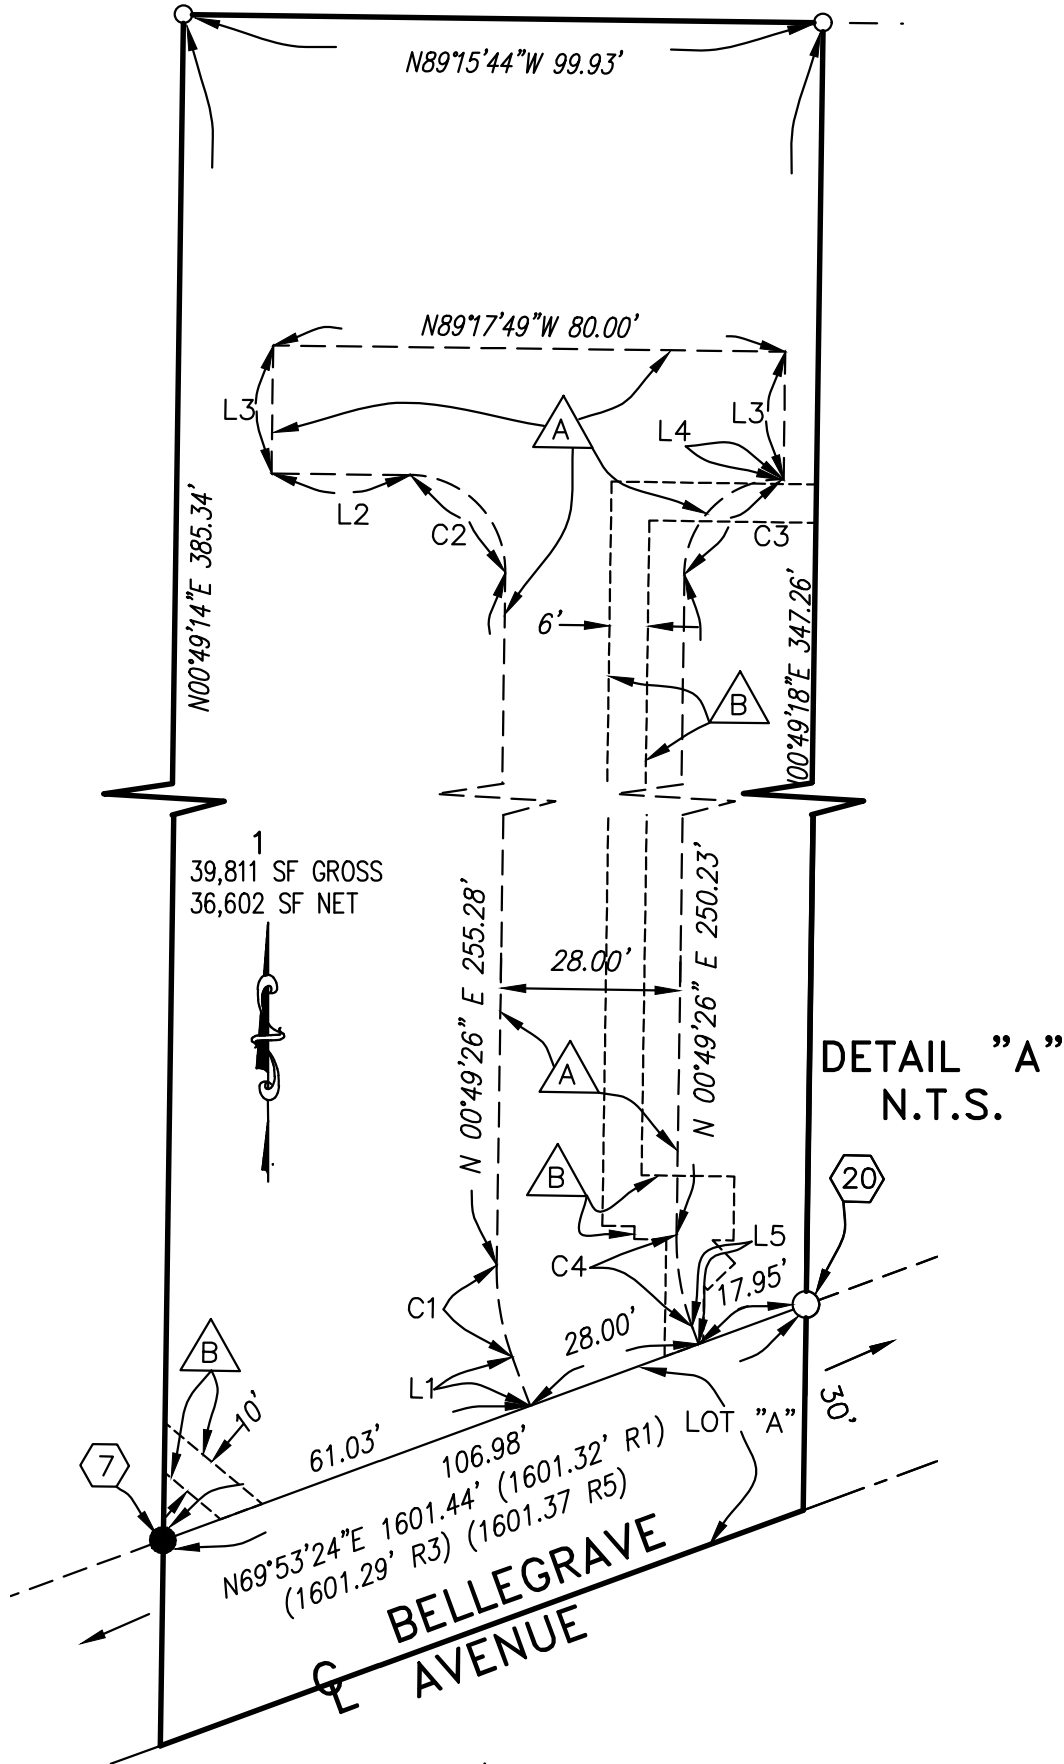 N89°15'44"W 99.93'
N89°17'49"W 80.00'
L3
L3
A
L4
L2
C2
C3
N00°49'14"E 385.34'
00°49'18"E 347.26'
6'
B
1
39,811 SF GROSS
36,602 SF NET
N 00°49'26" E 255.28'
N 00°49'26" E 250.23'
28.00'
A
DETAIL "A"
N.T.S.
B
20
L5
C4
17.95'
C1
28.00'
B
L1
10'
LOT "A"
30'
61.03'
106.98'
7
N69°53'24"E 1601.44' (1601.32' R1)
(1601.29' R3) (1601.37 R5)
BELLEGRAVE
AVENUE
CL